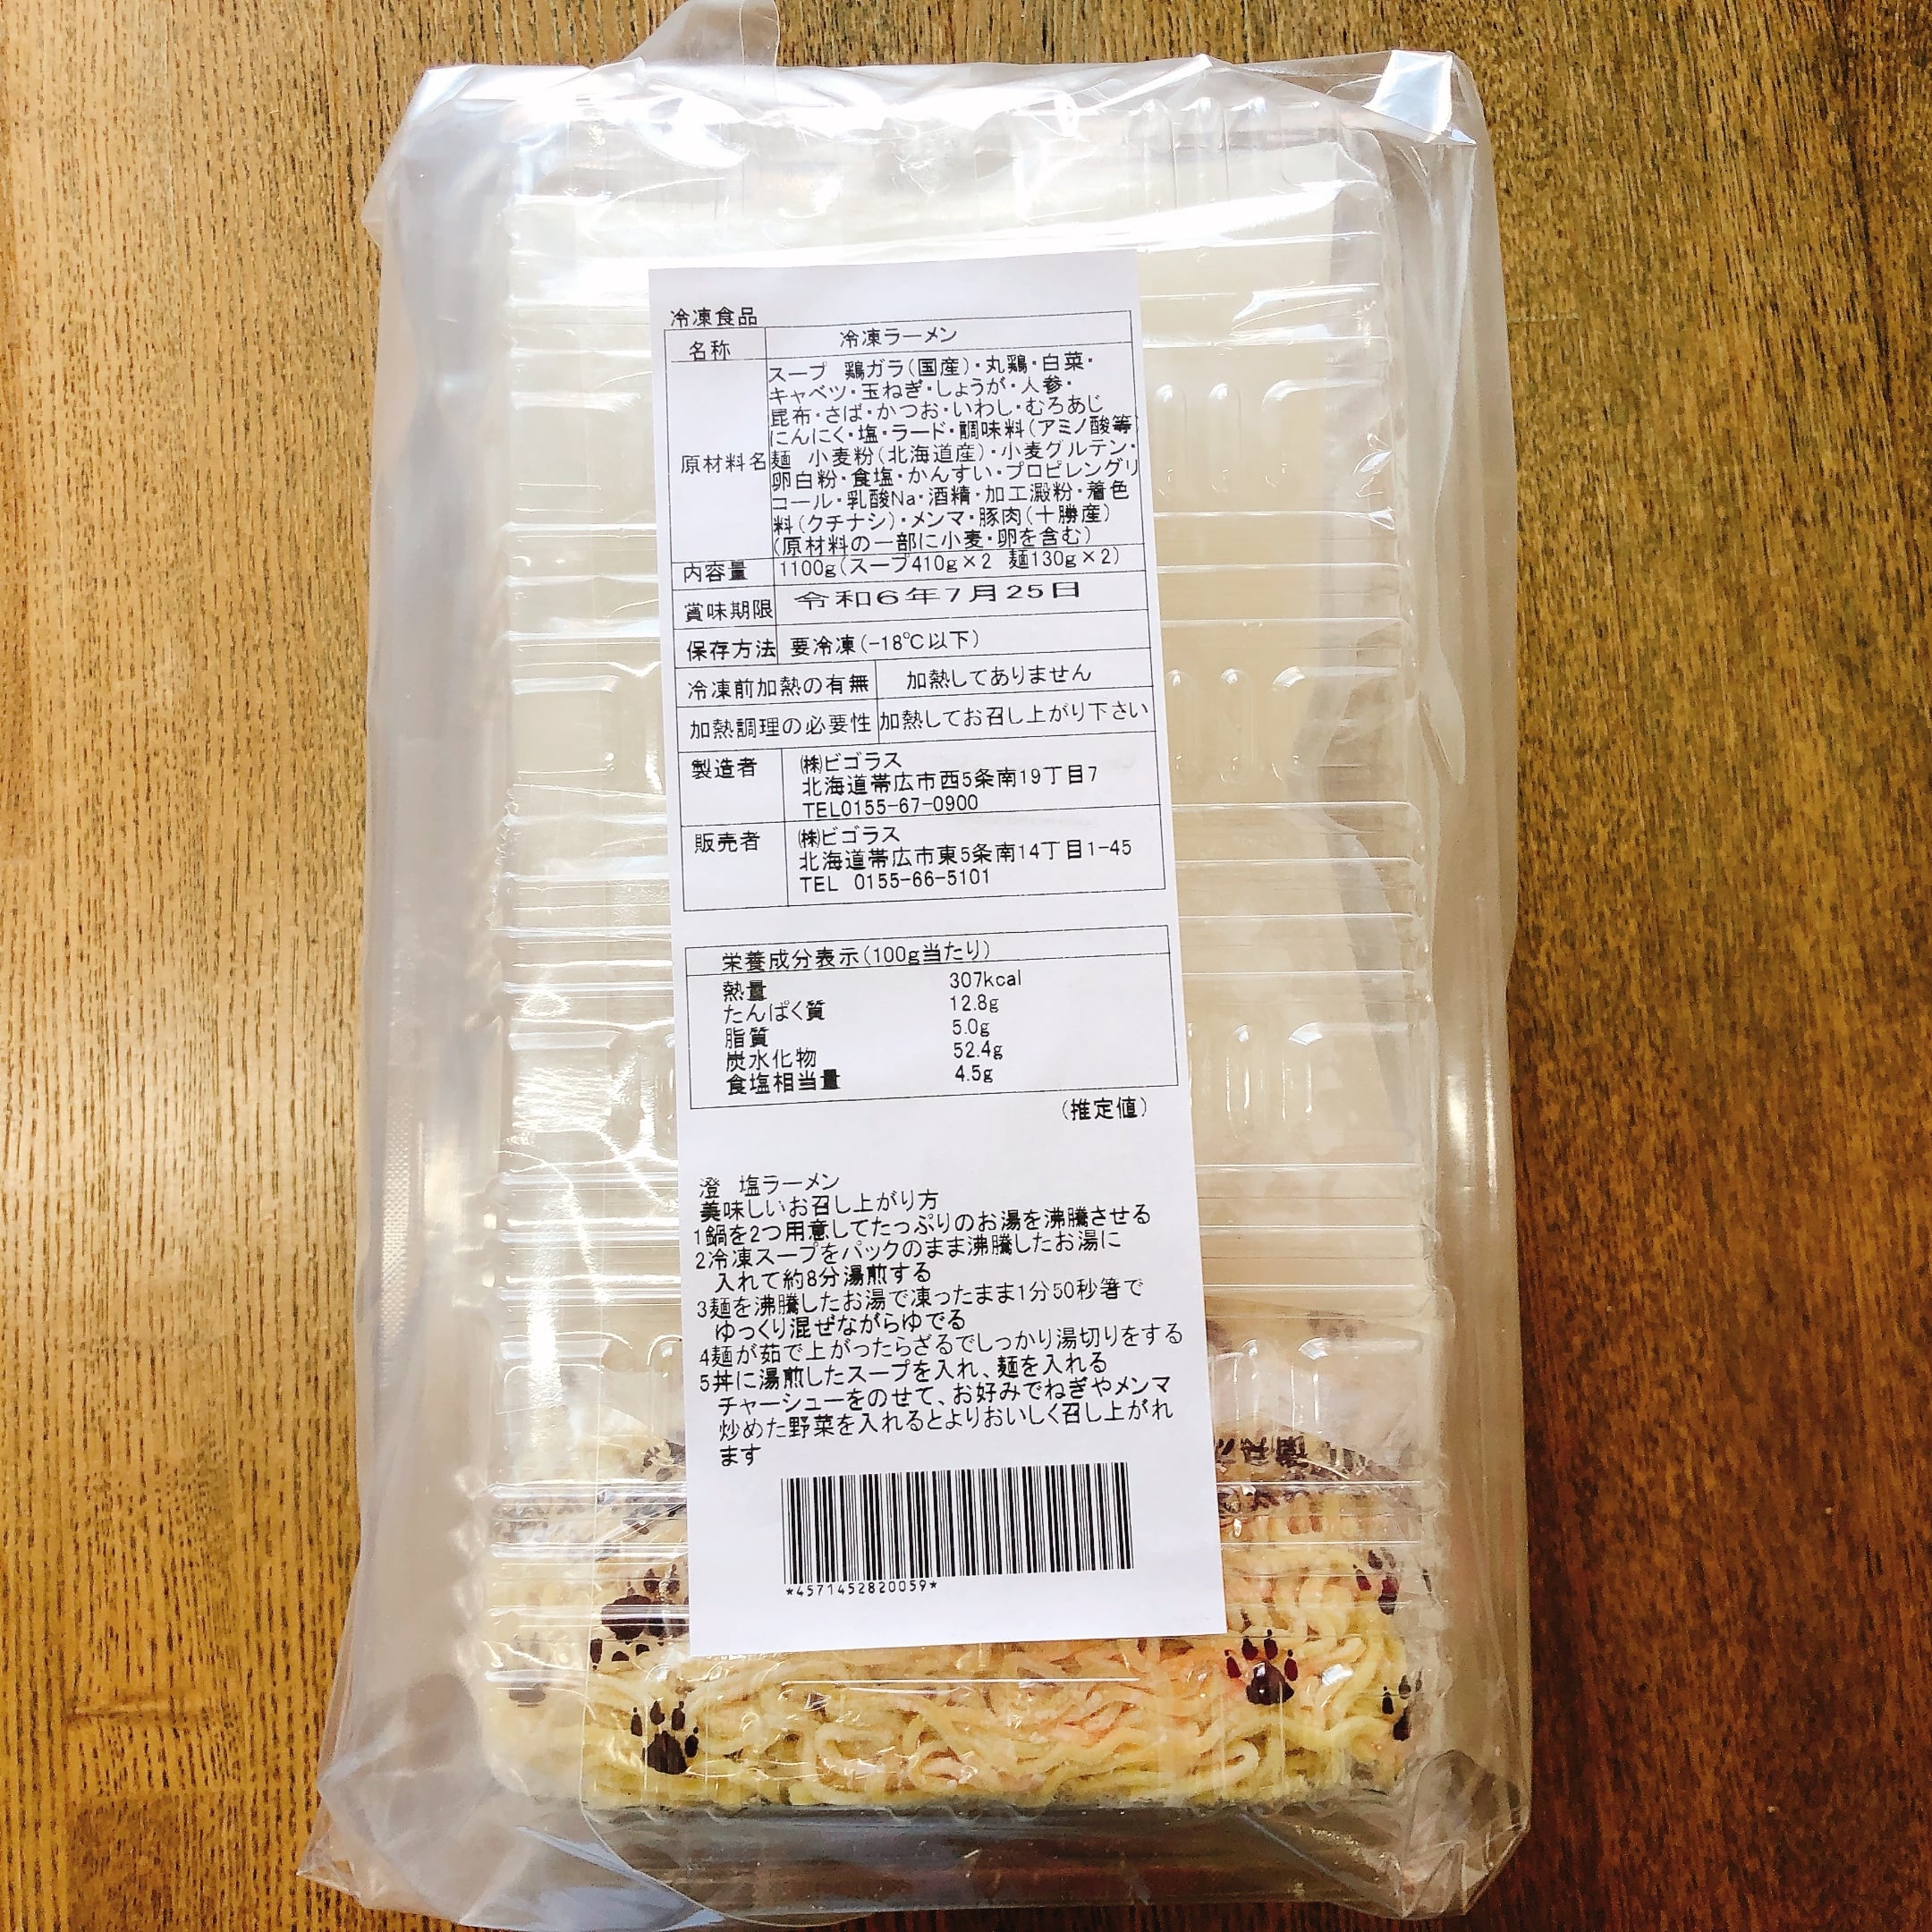 冷凍食品
名称 冷凍ラーメン
原材料名
スープ 鶏ガラ(国産)・丸鶏・白菜・
キャベツ・玉ねぎ・しょうが・人参・
昆布・さば・かつお・いわし・むろあじ
にんにく・塩・ラード・調味料(アミノ酸等)
麺 小麦粉(北海道産)・小麦グルテン・
卵白粉・食塩・かんすい・プロピレングリ
コール・乳酸Na・酒精・加工澱粉・着色
料(クチナシ)・メンマ・豚肉(十勝産)
(原材料の一部に小麦・卵を含む)
内容量 1100g(スープ410g×2 麺130g×2)
賞味期限 令和6年7月25日
保存方法 要冷凍(-18℃以下)
冷凍前加熱の有無 加熱してありません
加熱調理の必要性 加熱してお召し上がり下さい
製造者 ㈱ビゴラス
北海道帯広市西5条南19丁目7
TEL0155-67-0900
販売者 ㈱ビゴラス
北海道帯広市東5条南14丁目1-45
TEL 0155-66-5101
栄養成分表示(100g当たり)
熱量 307kcal
たんぱく質 12.8g
脂質 5.0g
炭水化物 52.4g
食塩相当量 4.5g
(推定値)
澄 塩ラーメン
美味しいお召し上がり方
1鍋を2つ用意してたっぷりのお湯を沸騰させる
2冷凍スープをパックのまま沸騰したお湯に
入れて約8分湯煎する
3麺を沸騰したお湯で凍ったまま1分50秒箸で
ゆっくり混ぜながらゆでる
4麺が茹で上がったらざるでしっかり湯切りをする
5丼に湯煎したスープを入れ、麺を入れる
チャーシューをのせて、お好みでねぎやメンマ
炒めた野菜を入れるとよりおいしく召し上がれ
ます
*4571452820059*